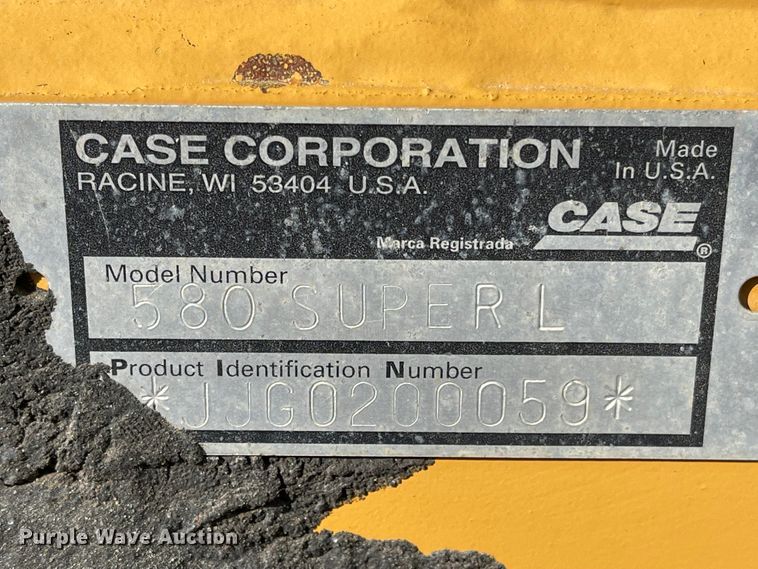 CASE CORPORATION
Made
In U.S.A.
RACINE, WI 53404 U.S.A.
CASE
Marca Registrada
®
Model Number
580 SUPER L
Product Identification Number
*JJG0200059*
Purple Wave Auction